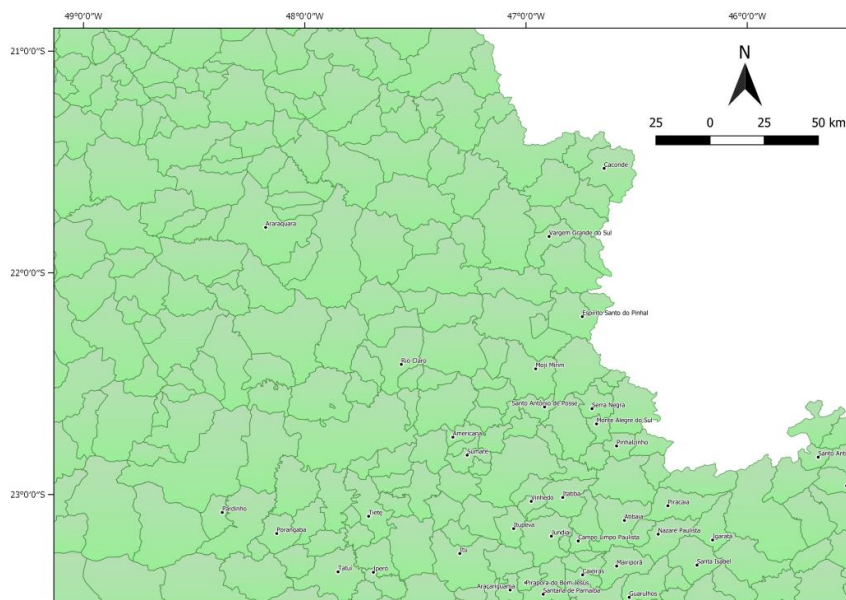 49°0'0"W 48°0'0"W 47°0'0"W 46°0'0"W
21°0'0"S
N
25 0 25 50 km
Caconde
Araraquara
Vargem Grande do Sul
22°0'0"S
Espírito Santo do Pinhal
Rio Claro
Moji Mirim
Santo Antônio de Posse
Serra Negra
Monte Alegre do Sul
Americana
Pinhalzinho
Sumaré
Santo Ant
23°0'0"S
Vinhedo
Itatiba
Piracaia
Pardinho
Tietê
Atibaia
Porangaba
Itupeva
Jundiaí
Campo Limpo Paulista
Nazaré Paulista
Igaratá
Itu
Tatuí
Iperó
Mairiporã
Santa Isabel
Caieiras
Araçariguama
Pirapora do Bom Jesus
Santana de Parnaíba
Guarulhos